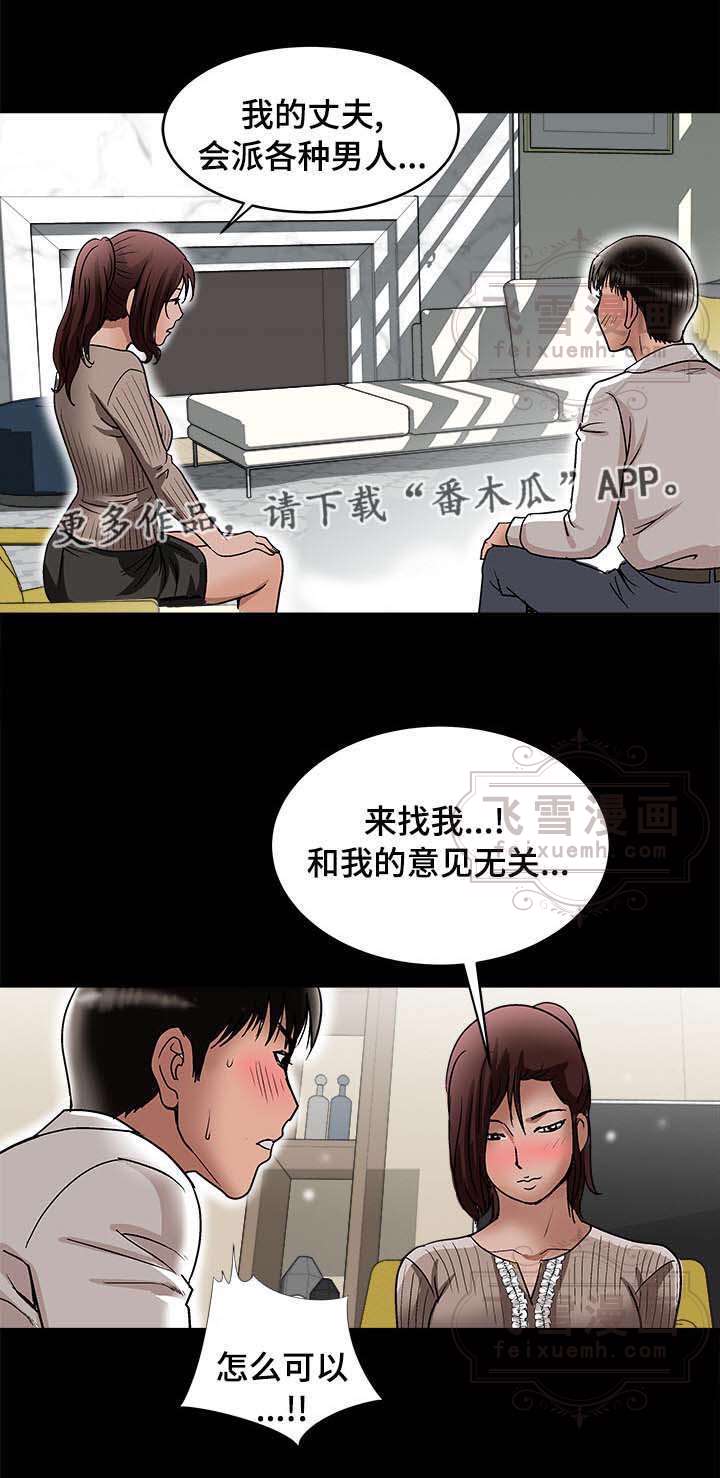 我的丈夫,
会派各种男人...
飞雪漫画
feixuemh.com
更多作品，请下载“番木瓜”APP。
来找我...!
和我的意见无关...
飞雪漫画
feixuemh.com
怎么可以
...!!
飞雪漫画
feixuemh.com